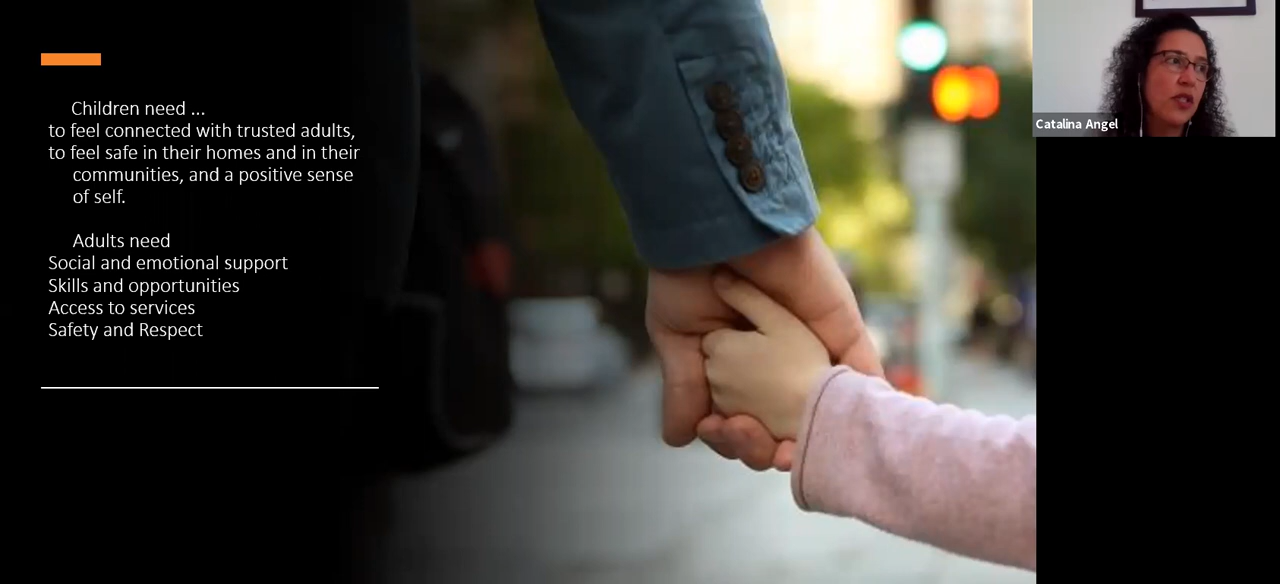 Children need ...
to feel connected with trusted adults,
to feel safe in their homes and in their
communities, and a positive sense
of self.
Adults need
Social and emotional support
Skills and opportunities
Access to services
Safety and Respect
Catalina Angel